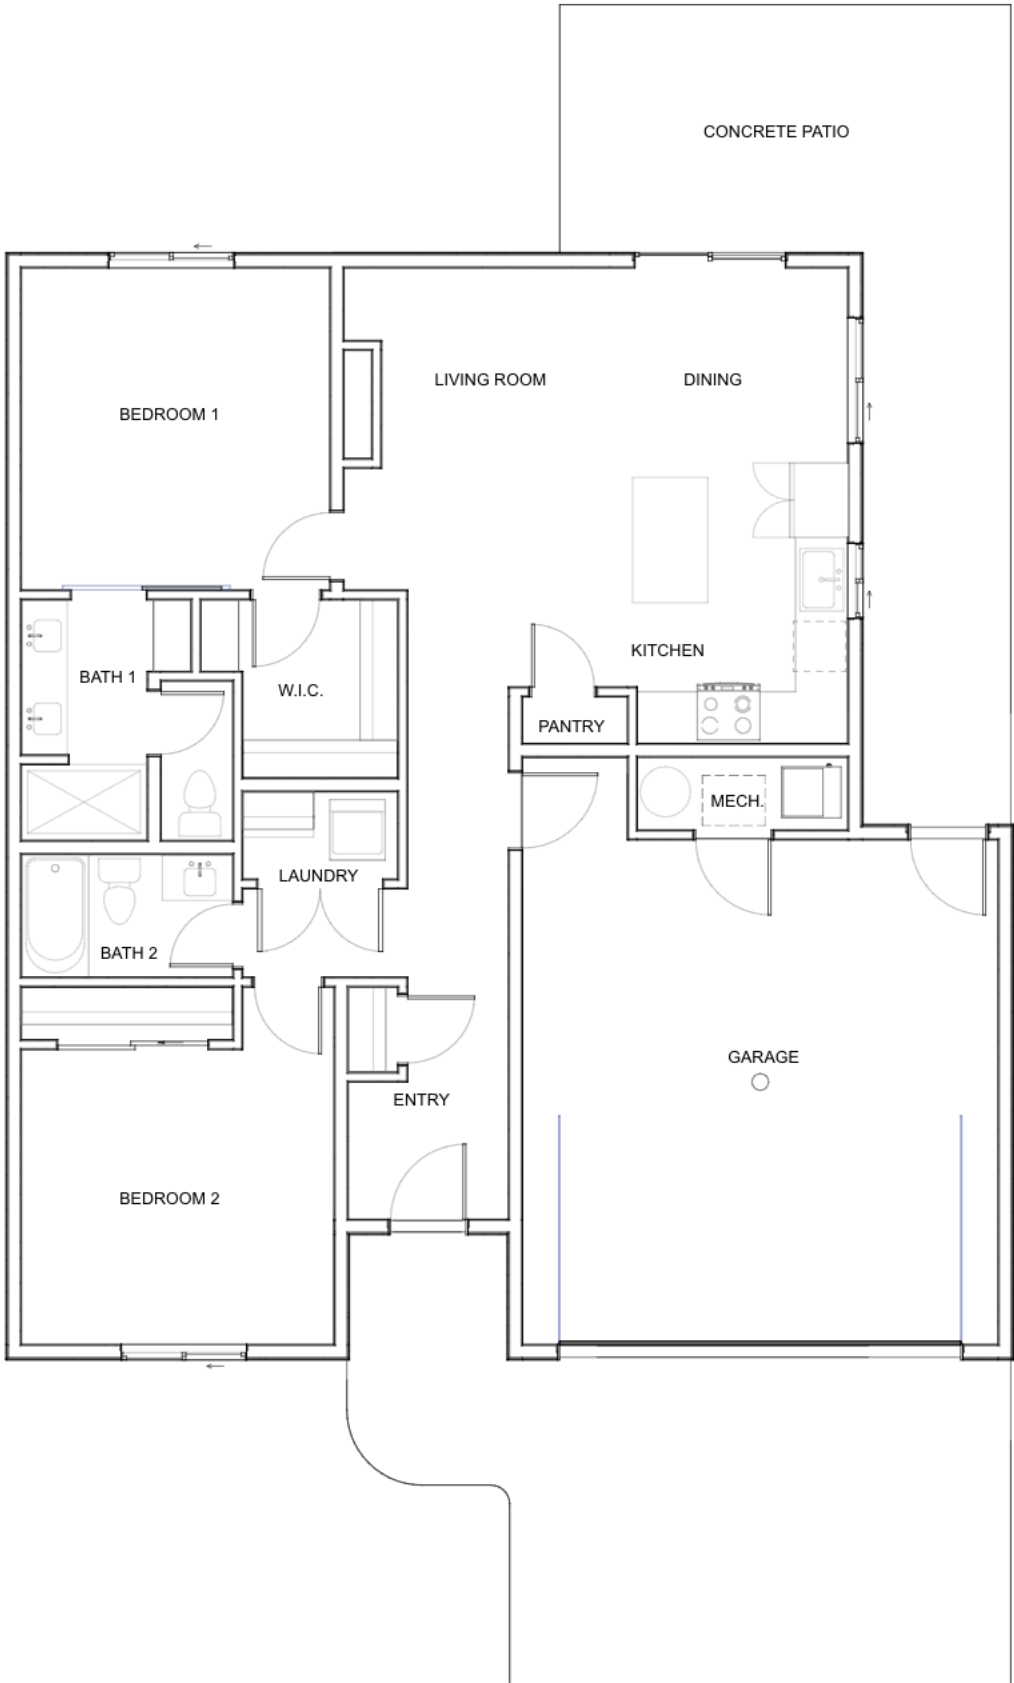 CONCRETE PATIO
LIVING ROOM
DINING
BEDROOM 1
KITCHEN
BATH 1
W.I.C.
PANTRY
MECH.
LAUNDRY
BATH 2
GARAGE
ENTRY
BEDROOM 2